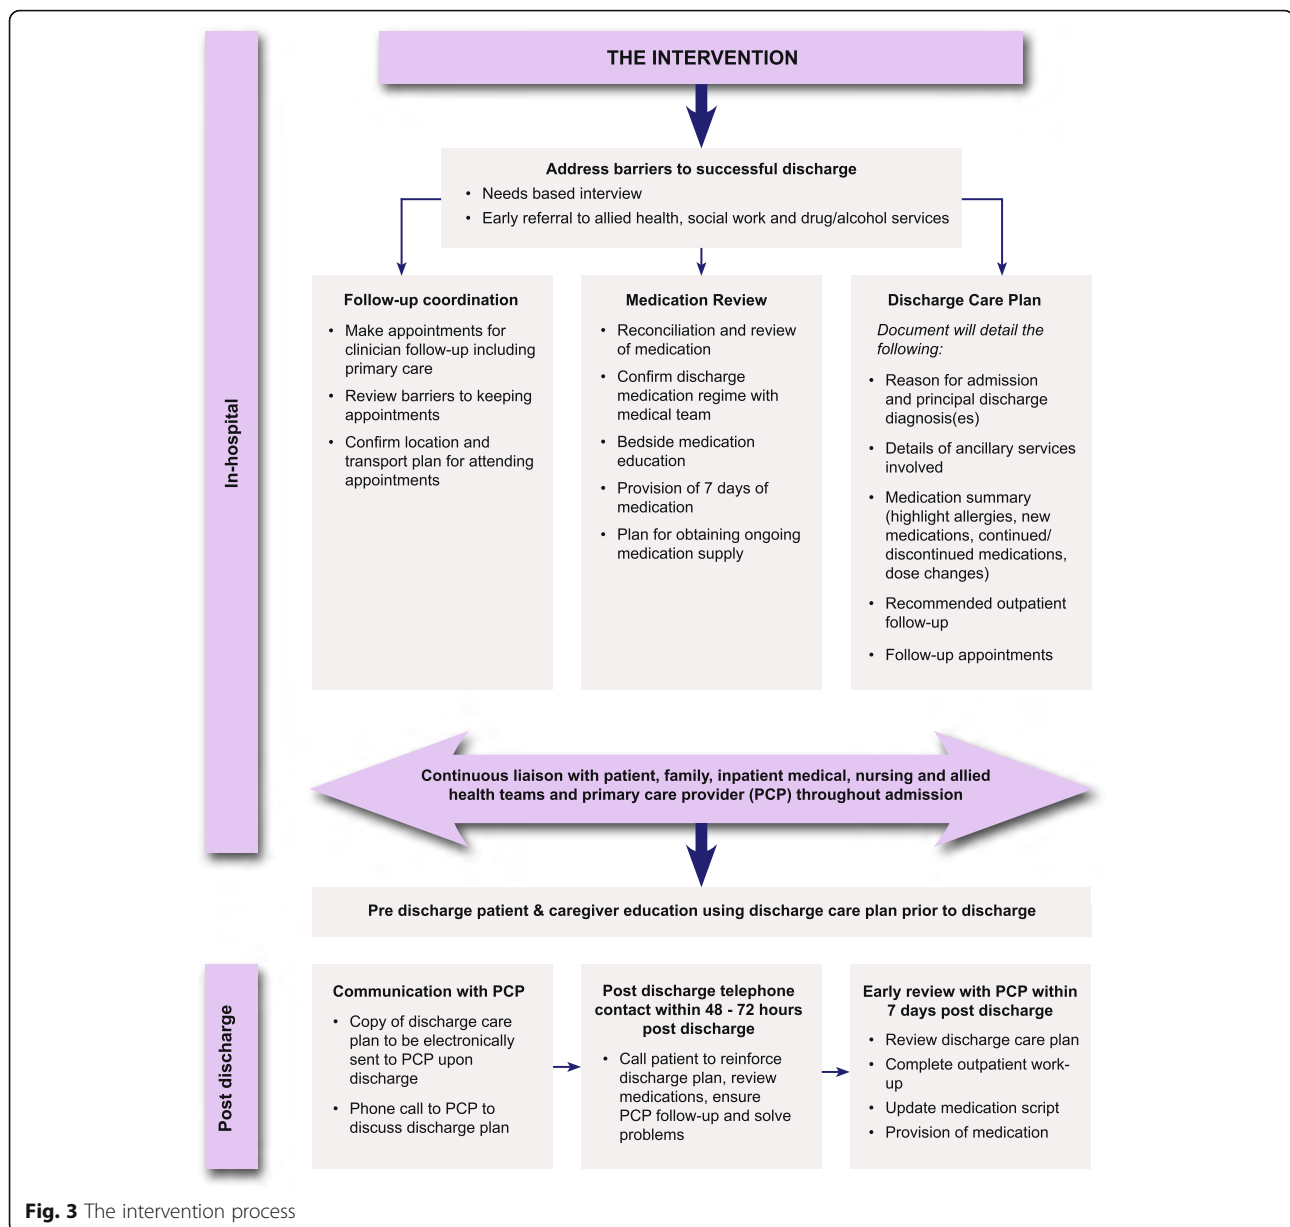 THE INTERVENTION
In-hospital
Address barriers to successful discharge
• Needs based interview
• Early referral to allied health, social work and drug/alcohol services
Follow-up coordination
• Make appointments for
clinician follow-up including
primary care
• Review barriers to keeping
appointments
• Confirm location and
transport plan for attending
appointments
Medication Review
• Reconciliation and review
of medication
• Confirm discharge
medication regime with
medical team
• Bedside medication
education
• Provision of 7 days of
medication
• Plan for obtaining ongoing
medication supply
Discharge Care Plan
Document will detail the
following:
• Reason for admission
and principal discharge
diagnosis(es)
• Details of ancillary services
involved
• Medication summary
(highlight allergies, new
medications, continued/
discontinued medications,
dose changes)
• Recommended outpatient
follow-up
• Follow-up appointments
Continuous liaison with patient, family, inpatient medical, nursing and allied
health teams and primary care provider (PCP) throughout admission
Pre discharge patient & caregiver education using discharge care plan prior to discharge
Post discharge
Communication with PCP
• Copy of discharge care
plan to be electronically
sent to PCP upon
discharge
• Phone call to PCP to
discuss discharge plan
Post discharge telephone
contact within 48 - 72 hours
post discharge
• Call patient to reinforce
discharge plan, review
medications, ensure
PCP follow-up and solve
problems
Early review with PCP within
7 days post discharge
• Review discharge care plan
• Complete outpatient work-
up
• Update medication script
• Provision of medication
Fig. 3 The intervention process